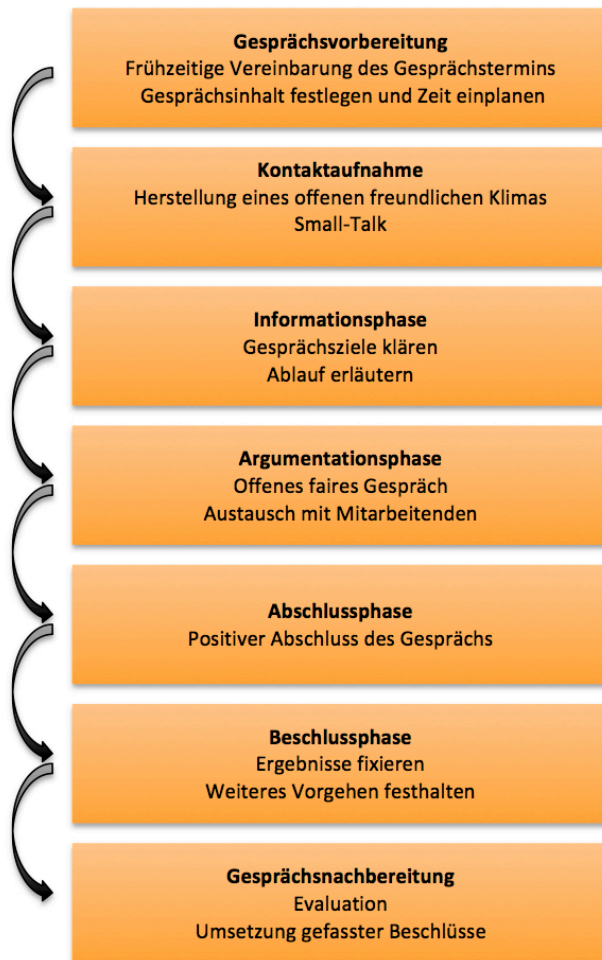 Gesprächsvorbereitung
Frühzeitige Vereinbarung des Gesprächstermins
Gesprächsinhalt festlegen und Zeit einplanen
Kontaktaufnahme
Herstellung eines offenen freundlichen Klimas
Small-Talk
Informationsphase
Gesprächsziele klären
Ablauf erläutern
Argumentationsphase
Offenes faires Gespräch
Austausch mit Mitarbeitenden
Abschlussphase
Positiver Abschluss des Gesprächs
Beschlussphase
Ergebnisse fixieren
Weiteres Vorgehen festhalten
Gesprächsnachbereitung
Evaluation
Umsetzung gefasster Beschlüsse